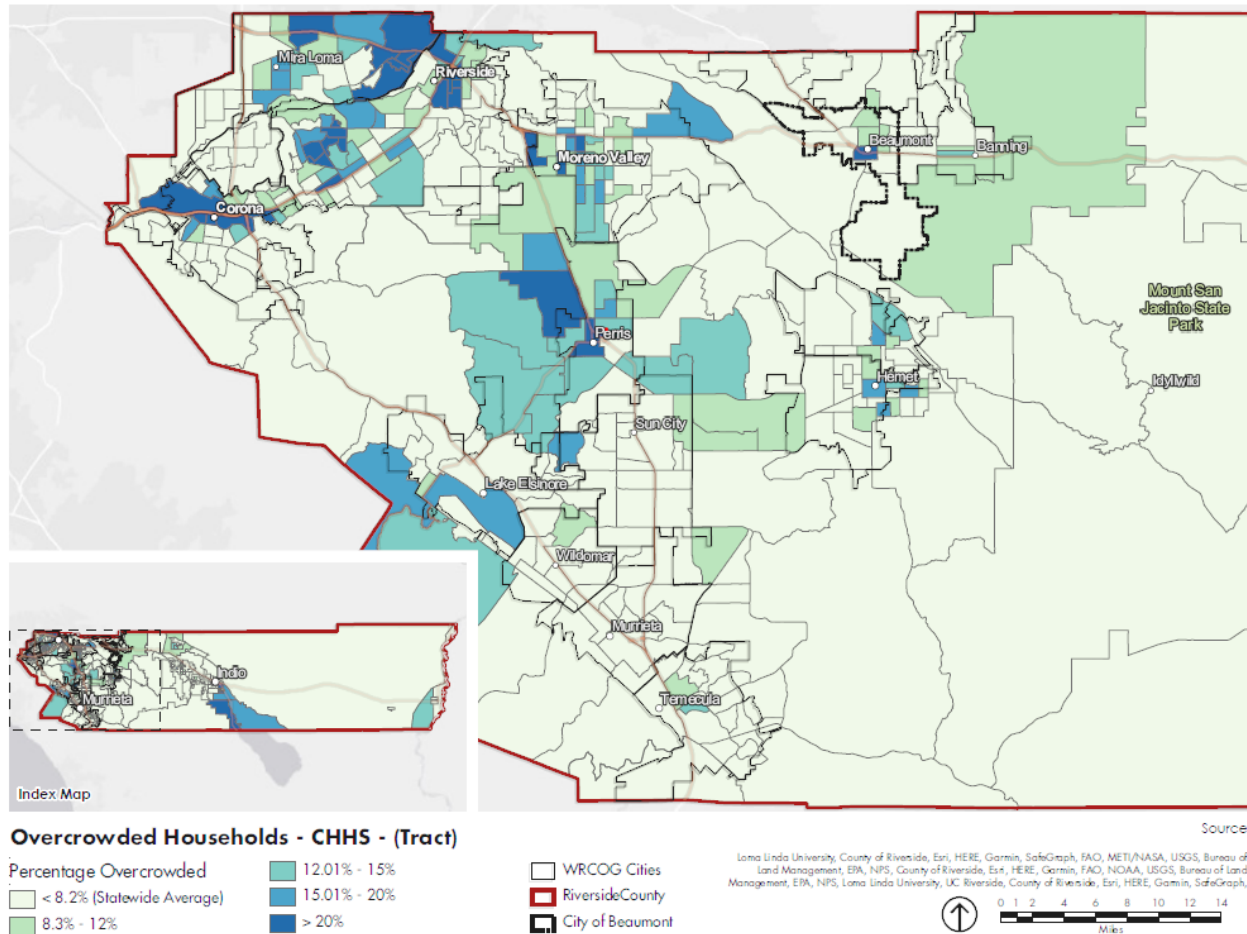 Mira Loma
Riverside
Moreno Valley
Beaumont
Banning
Corona
Mount San
Jacinto State
Park
Perris
Hemet
Idyllwild
Sun City
Lake Elsinore
Wildomar
Murrieta
Temecula
Indio
Murrieta
Index Map
Overcrowded Households - CHHS - (Tract)
Percentage Overcrowded
< 8.2% (Statewide Average)
8.3% - 12%
12.01% - 15%
15.01% - 20%
> 20%
WRCOG Cities
RiversideCounty
City of Beaumont
Source
Loma Linda University, County of Riverside, Esri, HERE, Garmin, SafeGraph, FAO, METI/NASA, USGS, Bureau of
Land Management, EPA, NPS, County of Riverside, Esri, HERE, Garmin, FAO, NOAA, USGS, Bureau of Land
Management, EPA, NPS, Loma Linda University, UC Riverside, County of Riverside, Esri, HERE, Garmin, SafeGraph,
0 1 2 4 6 8 10 12 14
Miles